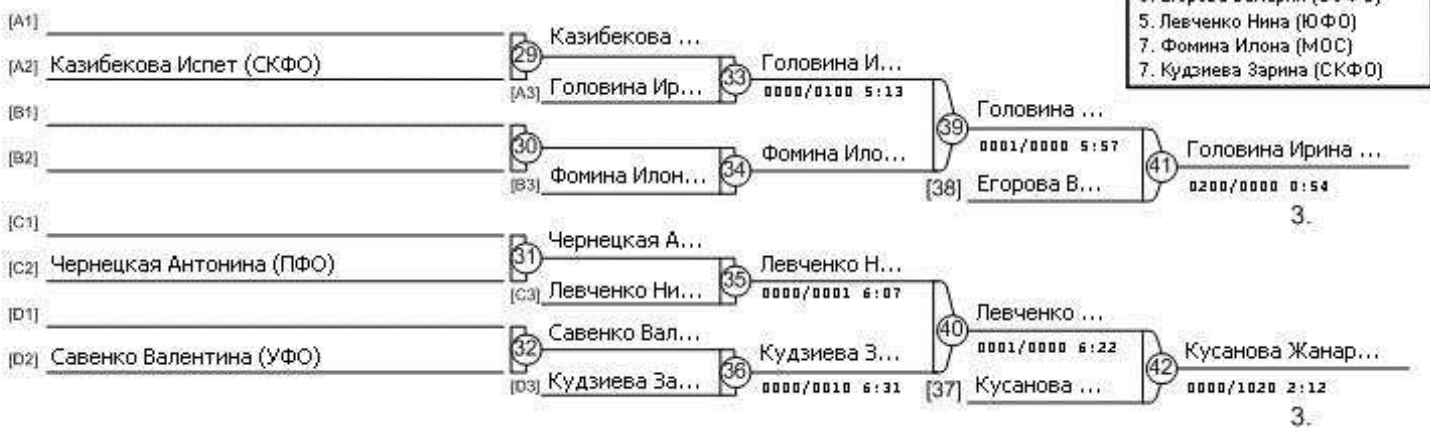 5. Левченко Нина (ЮФО)
7. Фомина Илона (МОС)
7. Кудзиева Зарина (СКФО)
[A1]
[A2] Казибекова Испет (СКФО)
29
Казибекова ...
[A3] Головина Ир...
33
Головина И...
0000/0100 5:13
[B1]
[B2]
30
[B3] Фомина Илон...
34
Фомина Ило...
39
Головина ...
0001/0000 5:57
[38] Егорова В...
41
Головина Ирина ...
0200/0000 0:54
3.
[C1]
[C2] Чернецкая Антонина (ПФО)
31
Чернецкая А...
[C3] Левченко Ни...
35
Левченко Н...
0000/0001 6:07
[D1]
[D2] Савенко Валентина (УФО)
32
Савенко Вал...
[D3] Кудзиева За...
36
Кудзиева З...
0000/0010 6:31
40
Левченко ...
0001/0000 6:22
[37] Кусанова ...
42
Кусанова Жанар...
0000/1020 2:12
3.